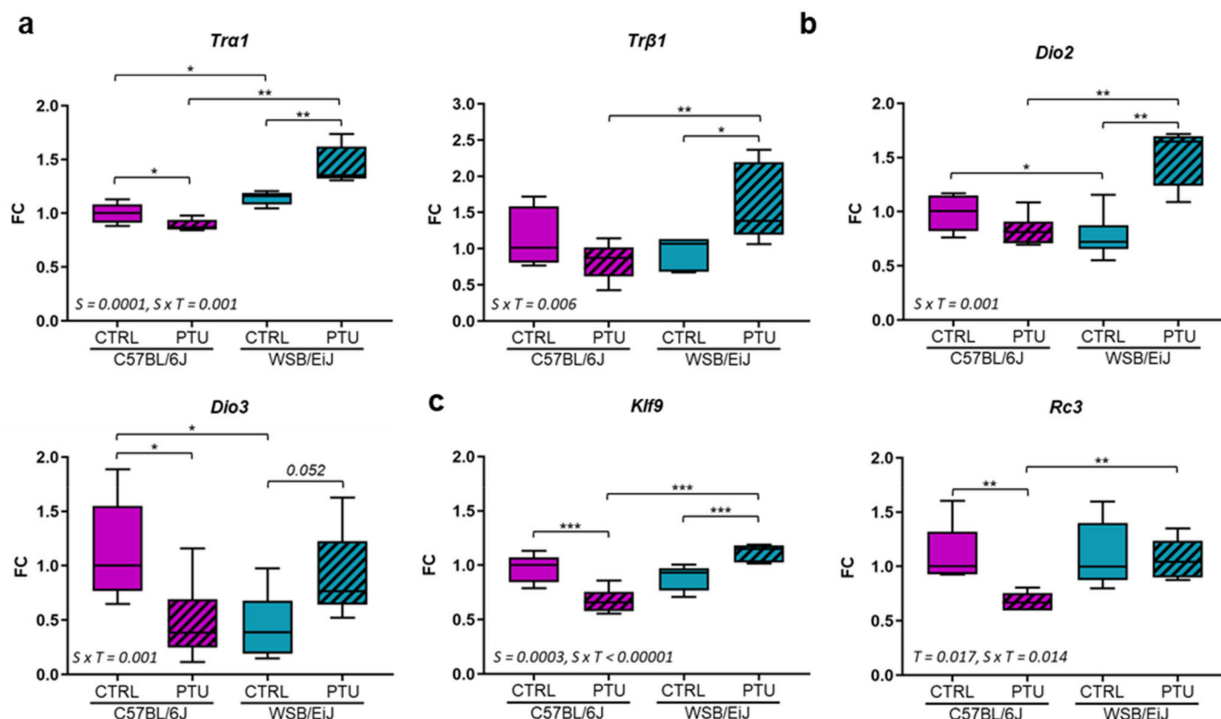 a
Trα1
*
**
**
*
2.0
1.5
1.0
0.5
0.0
FC
S = 0.0001, S x T = 0.001
CTRL PTU CTRL PTU
C57BL/6J WSB/EiJ
Trβ1
**
*
3.0
2.5
2.0
1.5
1.0
0.5
0.0
FC
S x T = 0.006
CTRL PTU CTRL PTU
C57BL/6J WSB/EiJ
b
Dio2
**
**
*
2.0
1.5
1.0
0.5
0.0
FC
S x T = 0.001
CTRL PTU CTRL PTU
C57BL/6J WSB/EiJ
Dio3
*
*
0.052
2.0
1.5
1.0
0.5
0.0
FC
S x T = 0.001
CTRL PTU CTRL PTU
C57BL/6J WSB/EiJ
c
Klf9
***
***
***
2.0
1.5
1.0
0.5
0.0
FC
S = 0.0003, S x T < 0.00001
CTRL PTU CTRL PTU
C57BL/6J WSB/EiJ
Rc3
**
**
2.0
1.5
1.0
0.5
0.0
FC
T = 0.017, S x T = 0.014
CTRL PTU CTRL PTU
C57BL/6J WSB/EiJ